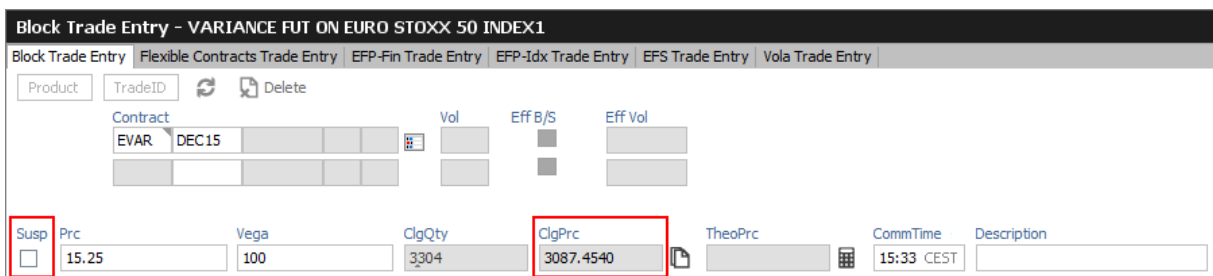 Block Trade Entry - VARIANCE FUT ON EURO STOXX 50 INDEX1
Block Trade Entry Flexible Contracts Trade Entry EFP-Fin Trade Entry EFP-Idx Trade Entry EFS Trade Entry Vola Trade Entry
Product TradeID Delete
Contract Vol Eff B/S Eff Vol
EVAR DEC15
Susp Prc Vega ClgQty ClgPrc TheoPrc CommTime Description
15.25 100 3304 3087.4540 15:33 CEST